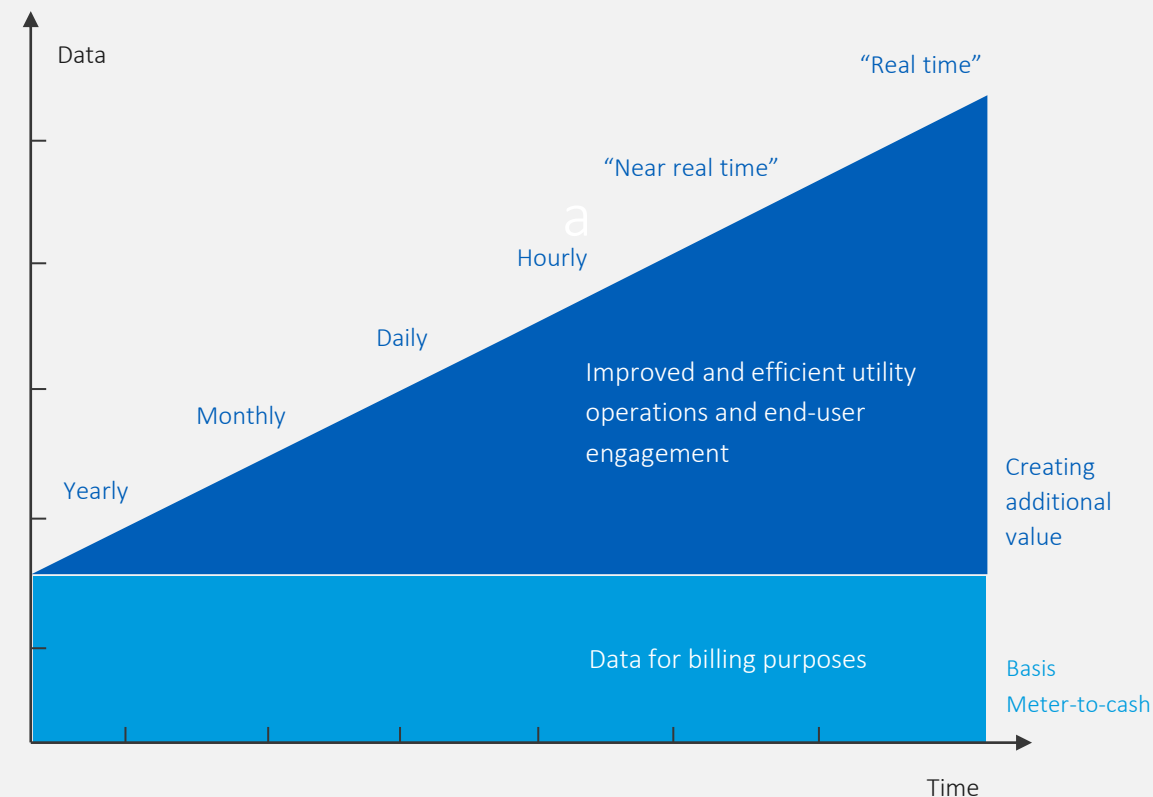 Data
“Real time”
“Near real time”
a
Hourly
Daily
Improved and efficient utility
operations and end-user
engagement
Monthly
Yearly
Creating
additional
value
Data for billing purposes
Basis
Meter-to-cash
Time